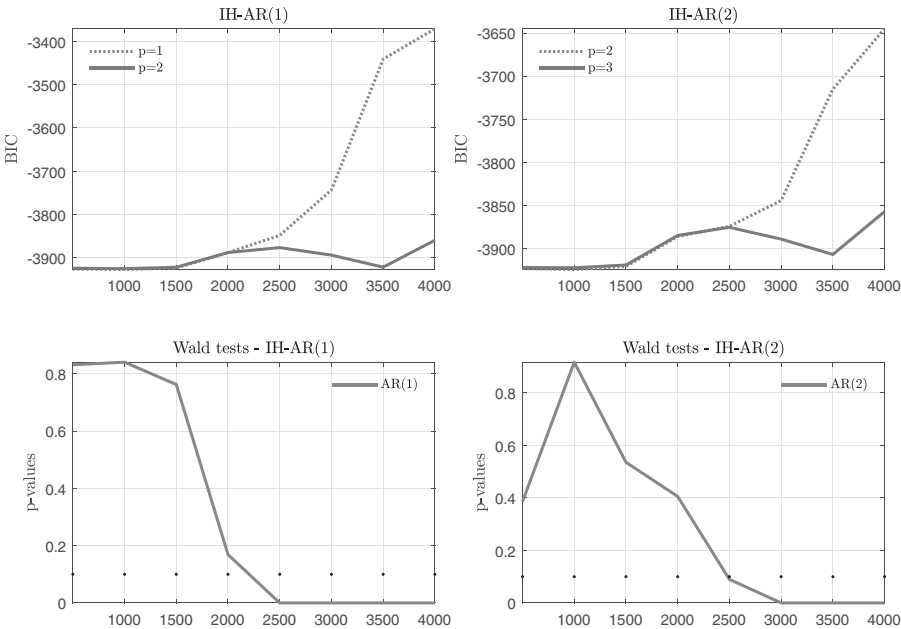 IH-AR(1)
-3400
-3500
-3600
-3700
-3800
-3900
BIC
p=1
p=2
1000 1500 2000 2500 3000 3500 4000
IH-AR(2)
-3650
-3700
-3750
-3800
-3850
-3900
BIC
p=2
p=3
1000 1500 2000 2500 3000 3500 4000
Wald tests - IH-AR(1)
0.8
0.6
0.4
0.2
0
p-values
AR(1)
1000 1500 2000 2500 3000 3500 4000
Wald tests - IH-AR(2)
0.8
0.6
0.4
0.2
0
p-values
AR(2)
1000 1500 2000 2500 3000 3500 4000